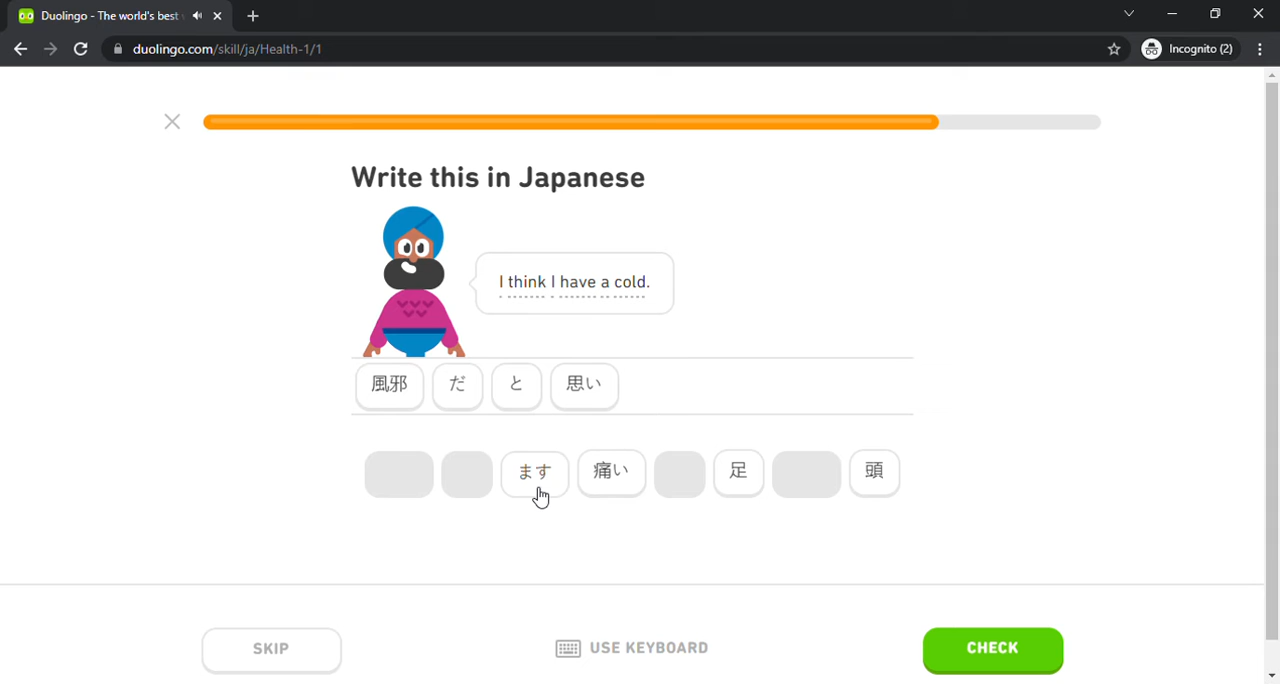 Duolingo - The world's best
duolingo.com/skill/ja/Health-1/1
Incognito (2)
Write this in Japanese
I think I have a cold.
風邪 だ と 思い
ます 痛い 足 頭
SKIP
USE KEYBOARD
CHECK